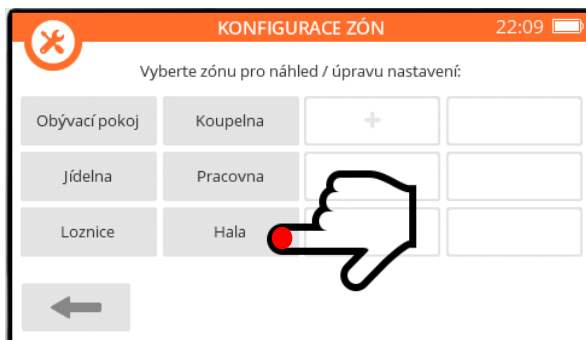 KONFIGURACE ZÓN 22:09
Vyberte zónu pro náhled / úpravu nastavení:
Obývací pokoj Koupelna +
Jídelna Pracovna
Loznice Hala